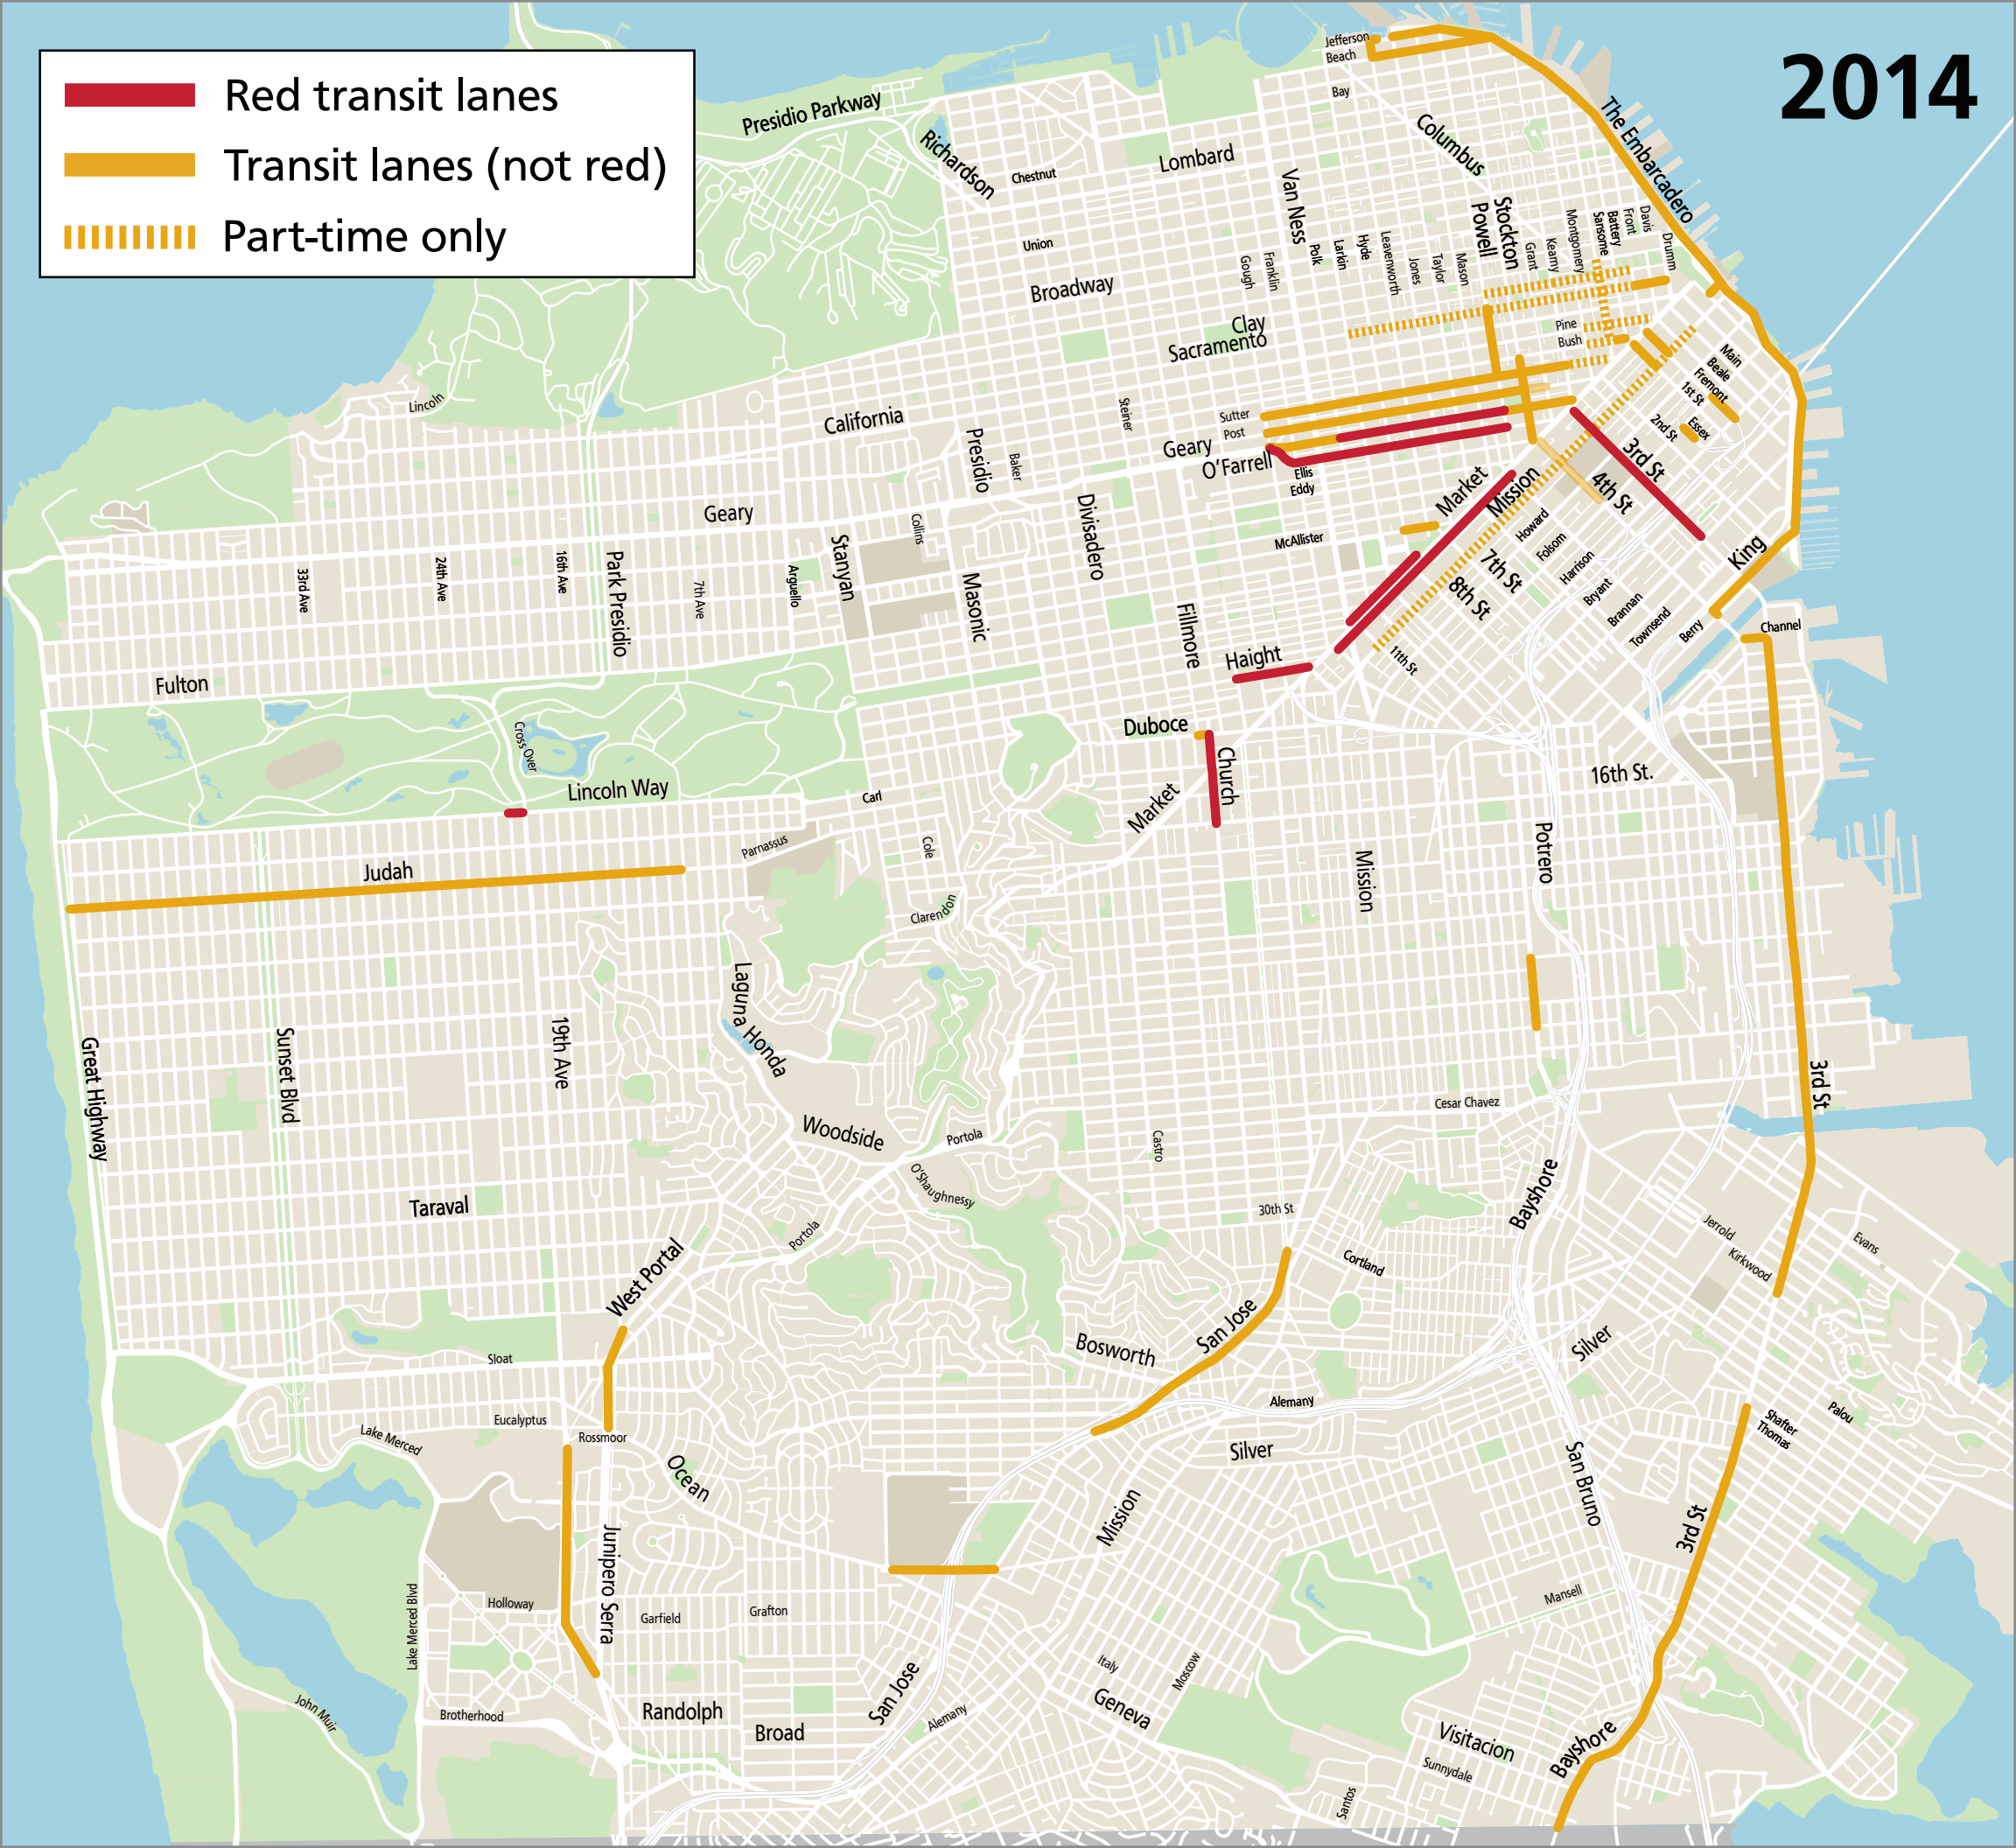 2014
Red transit lanes
Transit lanes (not red)
Part-time only
Jefferson
Beach
Bay
Presidio Parkway
Richardson
Chestnut
Lombard
Columbus
The Embarcadero
Van Ness
Union
Broadway
Gough
Franklin
Polk
Larkin
Hyde
Leavenworth
Jones
Taylor
Mason
Powell
Stockton
Grant
Kearny
Montgomery
Sansome
Battery
Front
Davis
Drumm
Clay
Sacramento
Pine
Bush
Main
Beale
Fremont
1st St
Essex
2nd St
Lincoln
California
Presidio
Baker
Steiner
Sutter
Post
Geary
O'Farrell
Ellis
Eddy
3rd St
4th St
Market
Mission
Geary
Collins
Stanyan
Divisadero
McAllister
Howard
Folsom
Harrison
Bryant
Brannan
Townsend
Berry
King
Channel
7th St
8th St
11th St
33rd Ave
24th Ave
16th Ave
Park Presidio
7th Ave
Arguello
Masonic
Fillmore
Haight
Fulton
Cross Over
Duboce
Church
Market
16th St.
Lincoln Way
Carl
Cole
Parnassus
Judah
Mission
Potrero
Clarendon
Laguna Honda
Great Highway
Sunset Blvd
19th Ave
Woodside
Portola
Castro
Cesar Chavez
3rd St
O'Shaughnessy
Taraval
Portola
West Portal
30th St
Cortland
Bayshore
Jerrold
Kirkwood
Evans
San Jose
Bosworth
Silver
Sloat
Alemany
Eucalyptus
Rossmoor
Lake Merced
Ocean
Silver
Palou
Shafter
Thomas
San Bruno
Mission
3rd St
Junipero Serra
Lake Merced Blvd
Holloway
Garfield
Grafton
Mansell
Italy
Moscow
San Jose
Geneva
John Muir
Brotherhood
Randolph
Broad
Alemany
Visitacion
Sunnydale
Bayshore
Santos